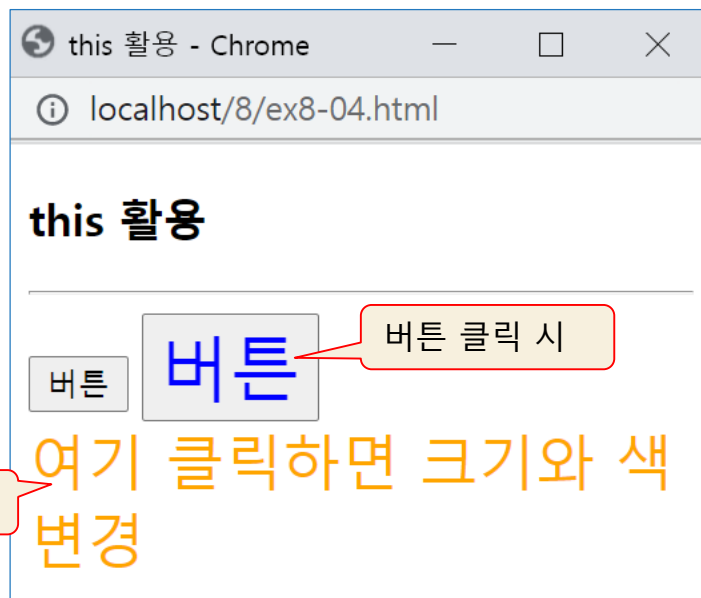 this 활용 - Chrome
localhost/8/ex8-04.html
this 활용
버튼 버튼 버튼 클릭 시
여기 클릭하면 크기와 색
변경